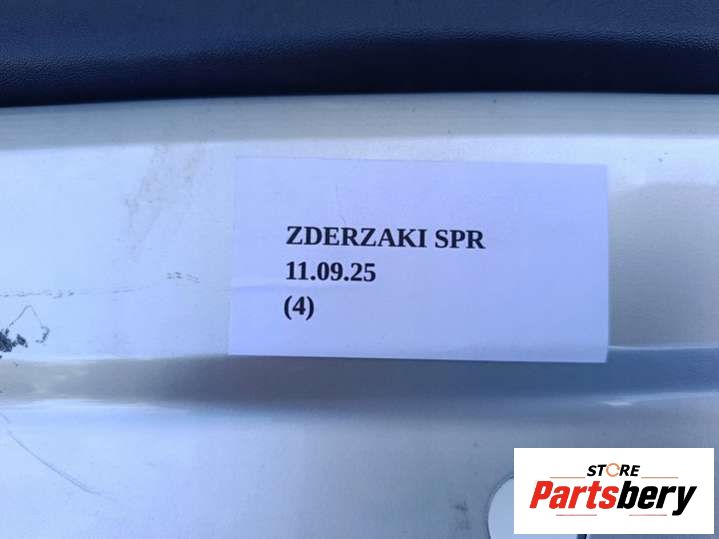 ZDERZAKI SPR
11.09.25
(4)
STORE
Partsbery